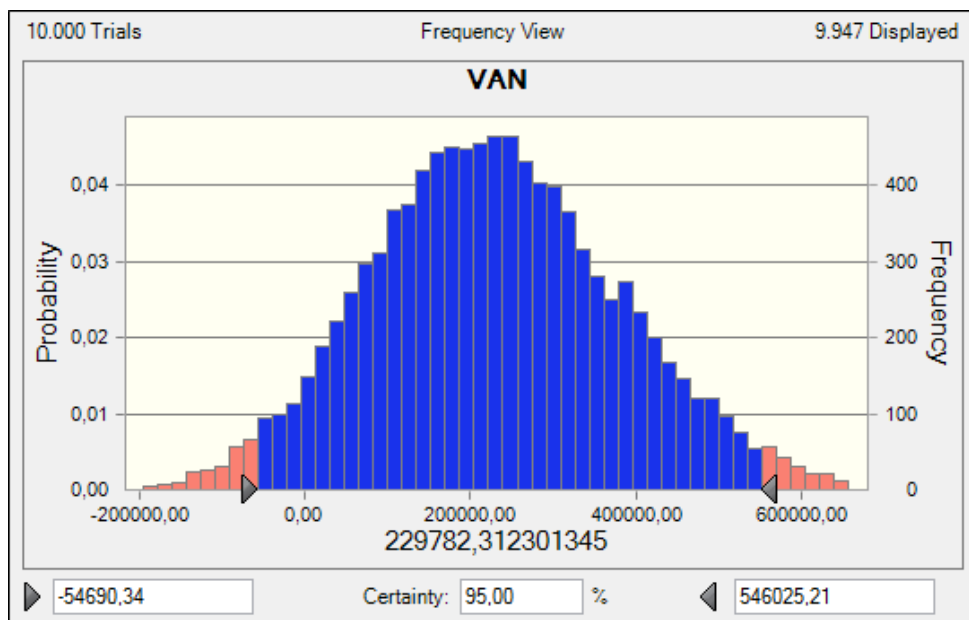 10.000 Trials Frequency View 9.947 Displayed
VAN
Probability
Frequency
0,04 400
0,03 300
0,02 200
0,01 100
0,00 0
-200000,00 0,00 200000,00 400000,00 600000,00
229782,312301345
-54690,34 Certainty: 95,00 % 546025,21